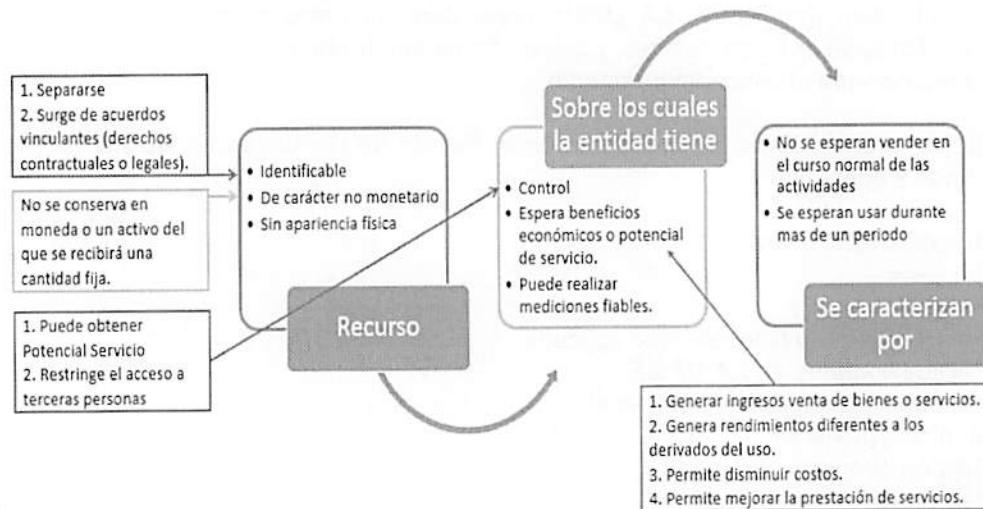 1. Separarse
2. Surge de acuerdos
vinculantes (derechos
contractuales o legales).
No se conserva en
moneda o un activo del
que se recibirá una
cantidad fija.
1. Puede obtener
Potencial Servicio
2. Restringe el acceso a
terceras personas
• Identificable
• De carácter no monetario
• Sin apariencia física
Recurso
Sobre los cuales
la entidad tiene
• Control
• Espera beneficios
económicos o potencial
de servicio.
• Puede realizar
mediciones fiables.
• No se esperan vender en
el curso normal de las
actividades
• Se esperan usar durante
mas de un periodo
Se caracterizan
por
1. Generar ingresos venta de bienes o servicios.
2. Genera rendimientos diferentes a los
derivados del uso.
3. Permite disminuir costos.
4. Permite mejorar la prestación de servicios.